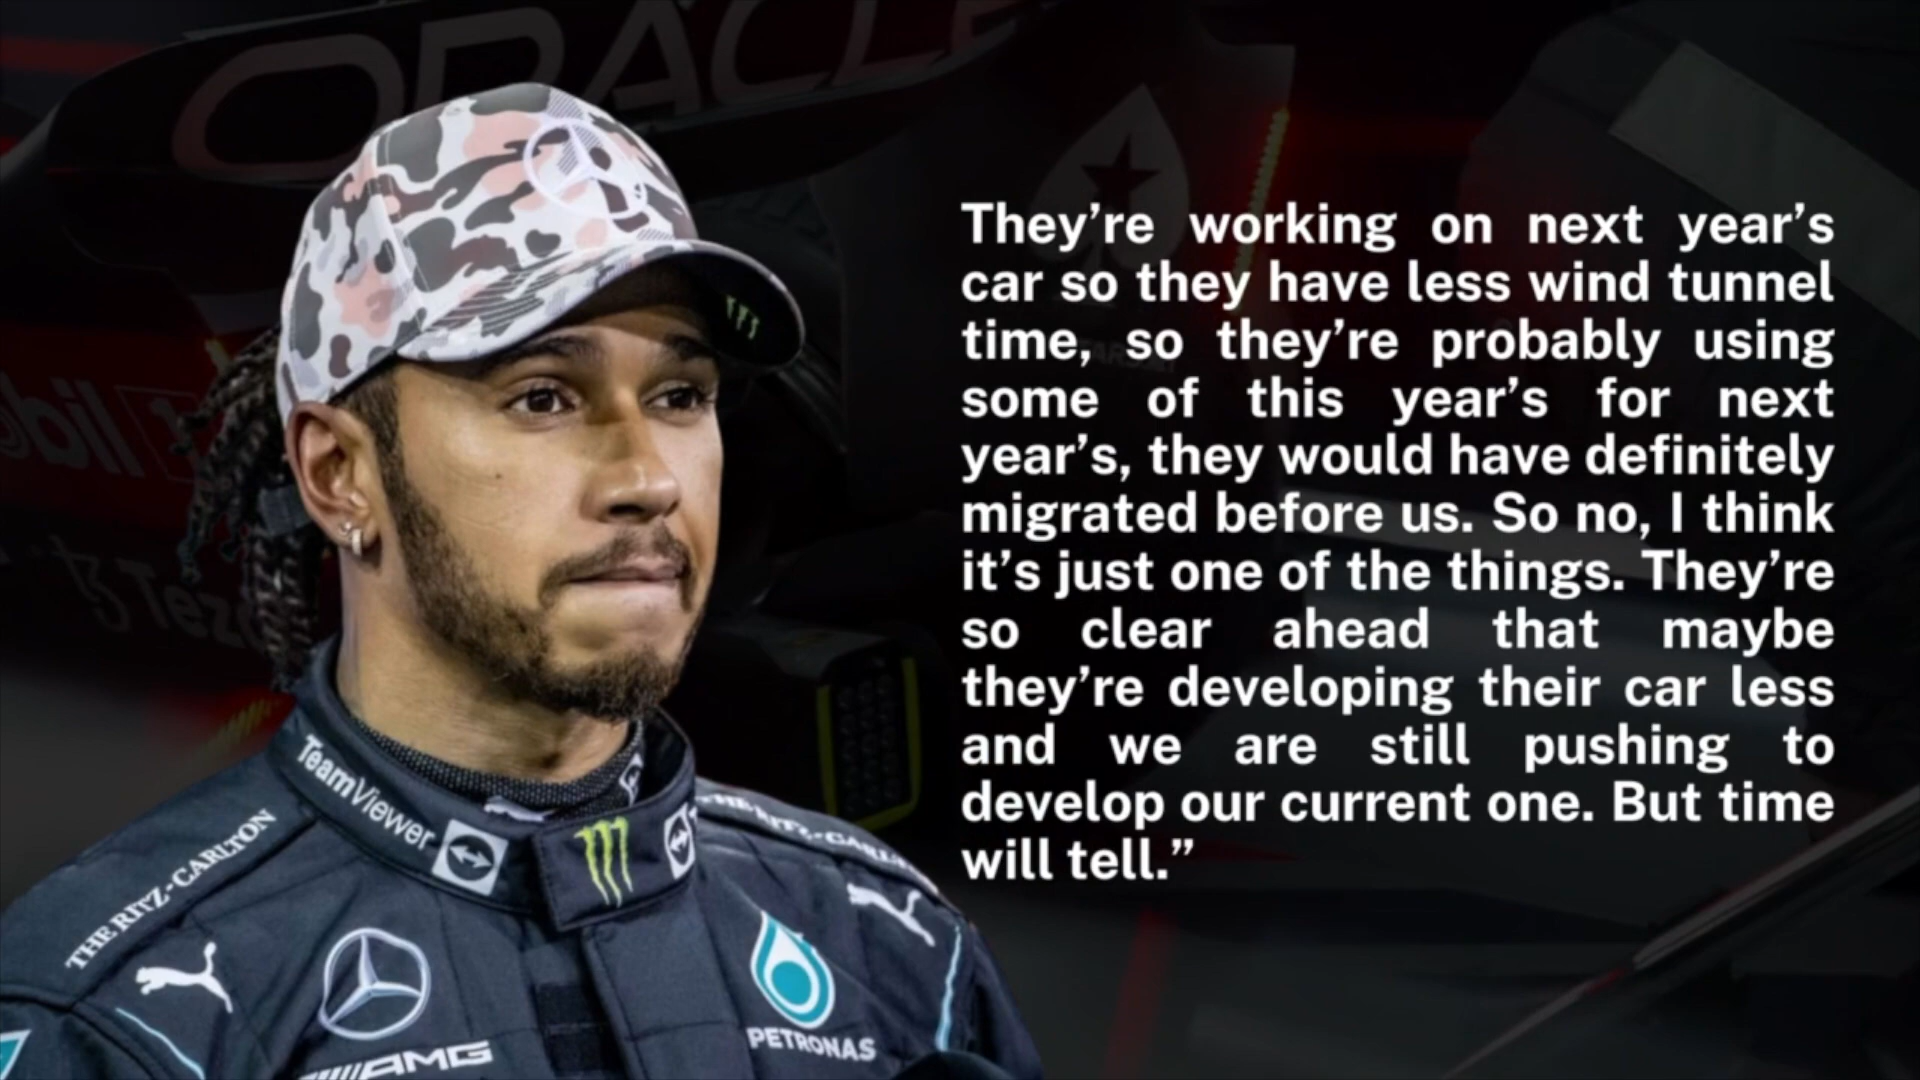 ORACLE
They’re working on next year’s
car so they have less wind tunnel
time, so they’re probably using
some of this year’s for next
year’s, they would have definitely
migrated before us. So no, I think
it’s just one of the things. They’re
so clear ahead that maybe
they’re developing their car less
and we are still pushing to
develop our current one. But time
will tell.”
TeamViewer
THE RITZ-CARLTON
PETRONAS
AMG